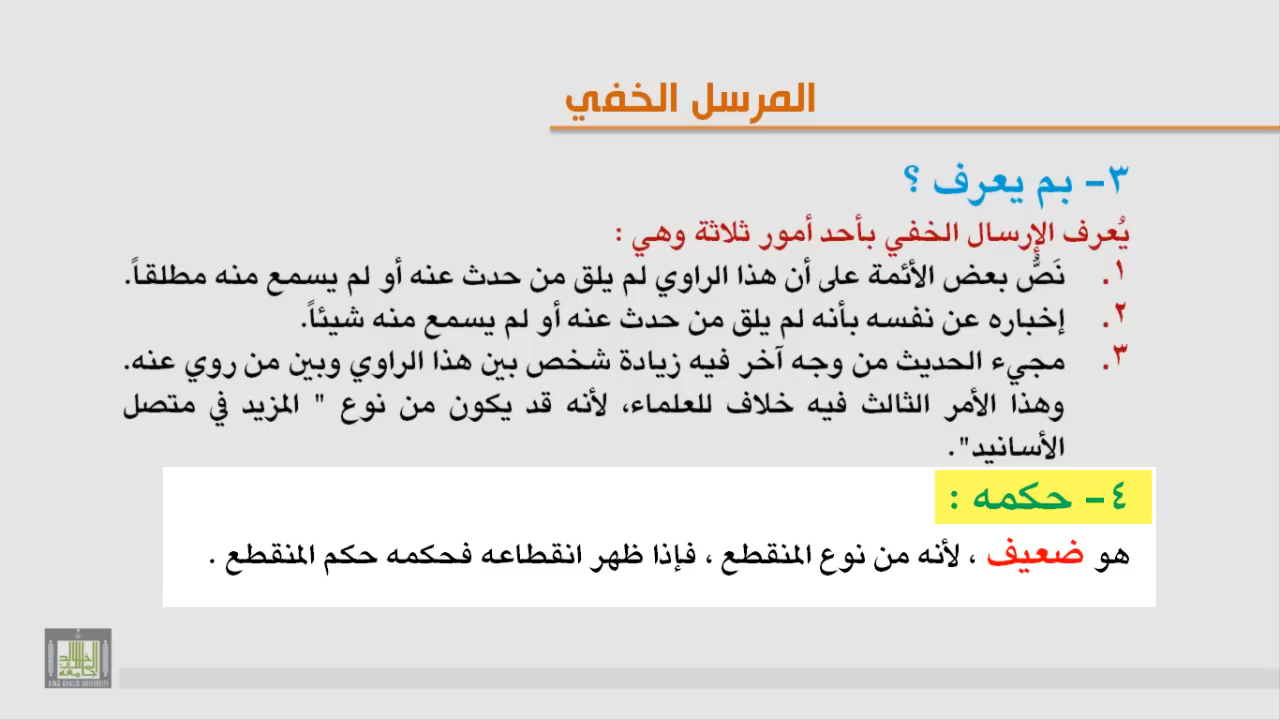 المرسل الخفي
٣- بم يعرف ؟
يُعرف الإرسال الخفي بأحد أمور ثلاثة وهي :
١. نَصُّ بعض الأئمة على أن هذا الراوي لم يلق من حدث عنه أو لم يسمع منه مطلقاً.
٢. إخباره عن نفسه بأنه لم يلق من حدث عنه أو لم يسمع منه شيئاً.
٣. مجيء الحديث من وجه آخر فيه زيادة شخص بين هذا الراوي وبين من روي عنه.
وهذا الأمر الثالث فيه خلاف للعلماء، لأنه قد يكون من نوع " المزيد في متصل
الأسانيد".
٤- حكمه :
هو ضعيف ، لأنه من نوع المنقطع ، فإذا ظهر انقطاعه فحكمه حكم المنقطع .
KING KHALID UNIVERSITY